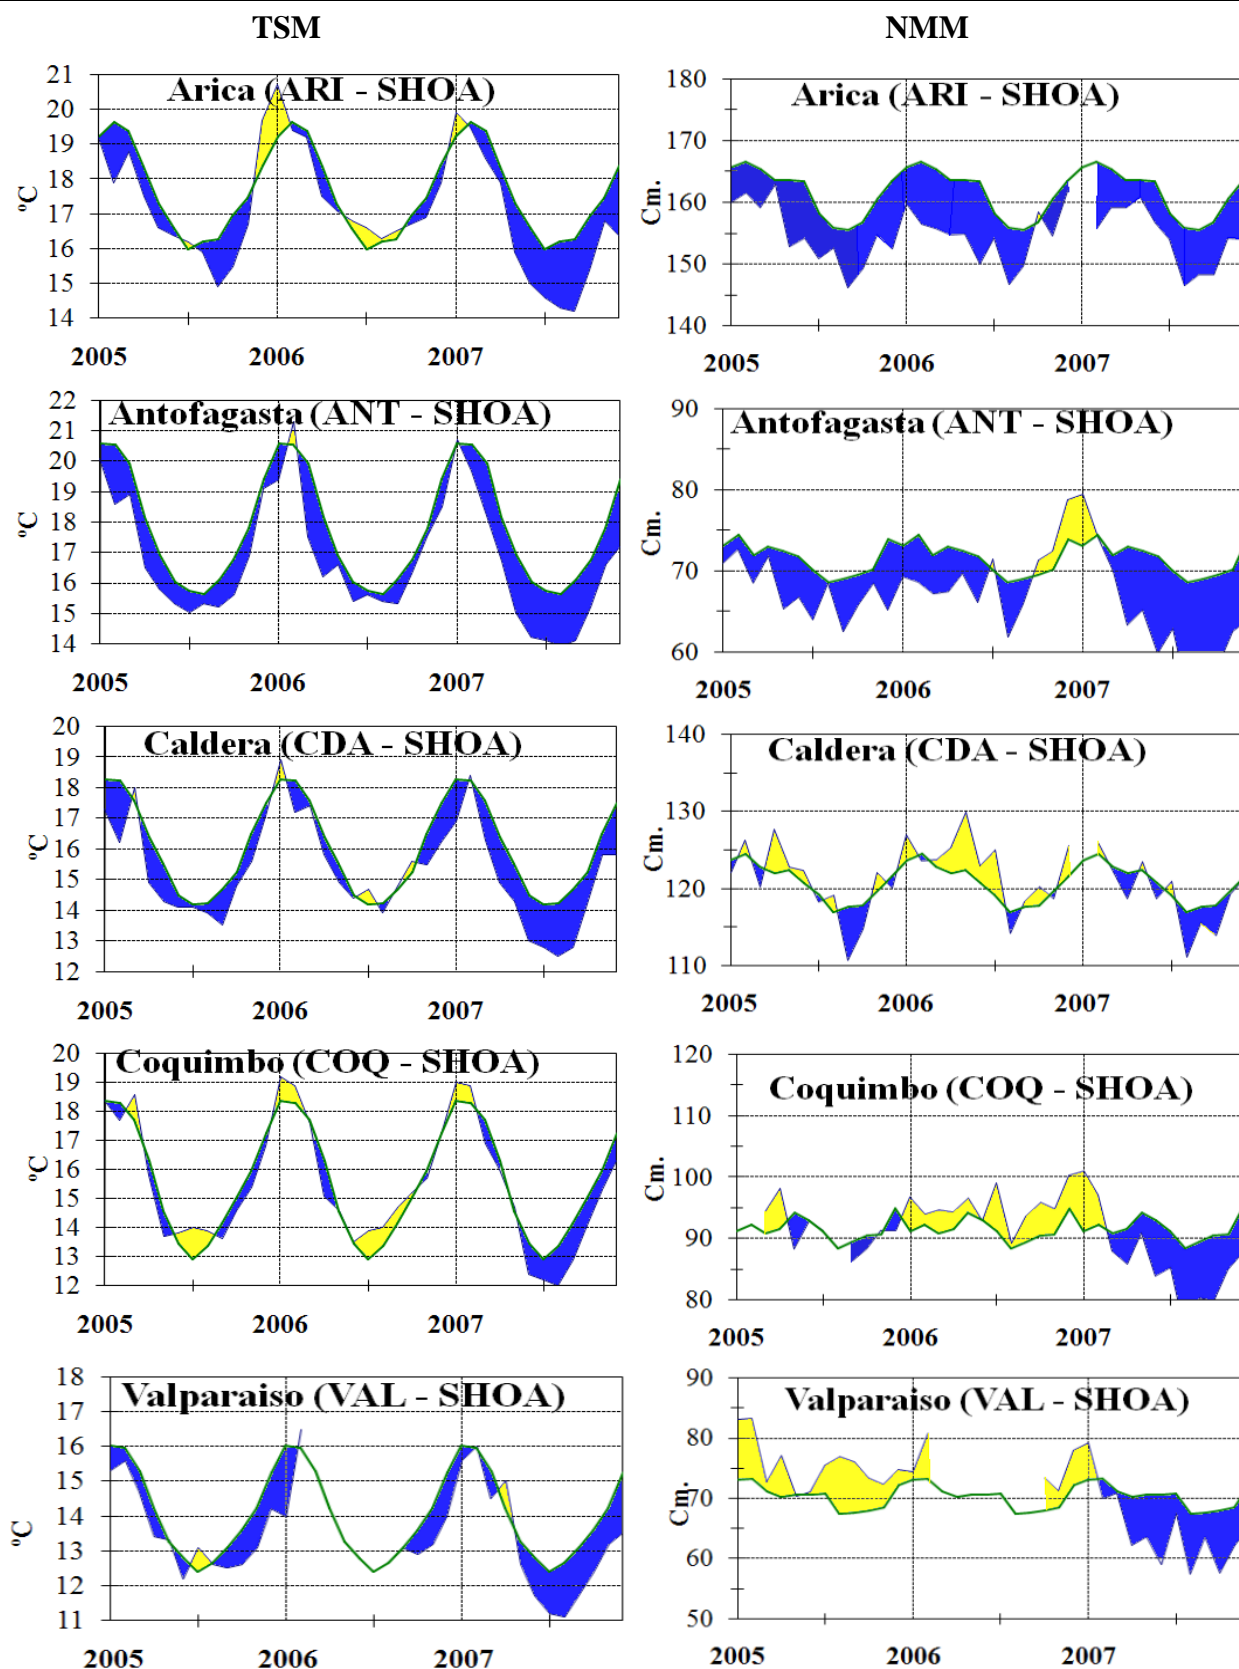 TSM
NMM
21
20
19
18
17
16
15
14
ºC
Arica (ARI - SHOA)
2005 2006 2007
180
170
160
150
140
Cm.
Arica (ARI - SHOA)
2005 2006 2007
22
21
20
19
18
17
16
15
14
ºC
Antofagasta (ANT - SHOA)
2005 2006 2007
90
80
70
60
Cm.
Antofagasta (ANT - SHOA)
2005 2006 2007
20
19
18
17
16
15
14
13
12
ºC
Caldera (CDA - SHOA)
2005 2006 2007
140
130
120
110
Cm.
Caldera (CDA - SHOA)
2005 2006 2007
20
19
18
17
16
15
14
13
12
ºC
Coquimbo (COQ - SHOA)
2005 2006 2007
120
110
100
90
80
Cm.
Coquimbo (COQ - SHOA)
2005 2006 2007
18
17
16
15
14
13
12
11
ºC
Valparaiso (VAL - SHOA)
2005 2006 2007
90
80
70
60
50
Cm.
Valparaiso (VAL - SHOA)
2005 2006 2007